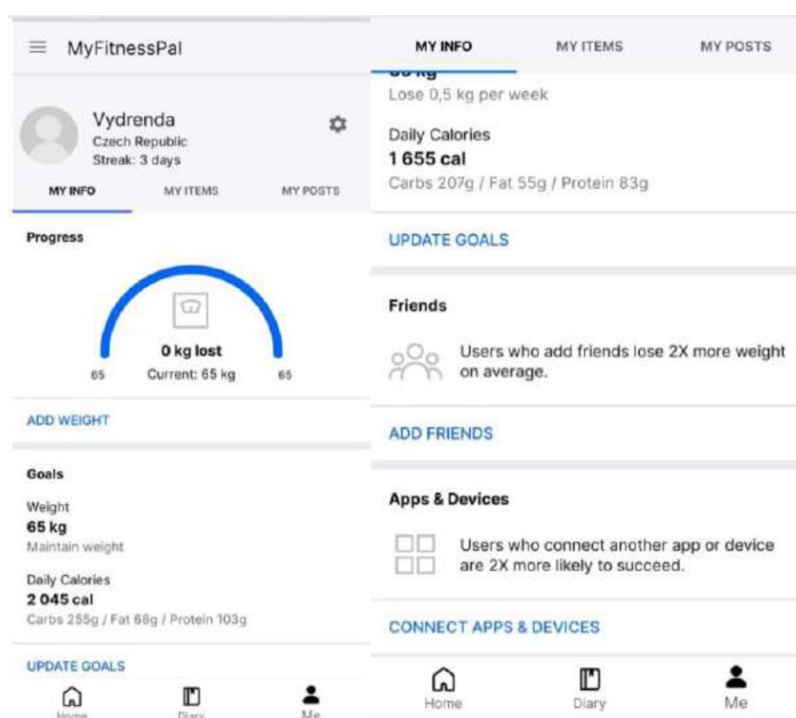 MyFitnessPal
Vydrenda
Czech Republic
Streak: 3 days
MY INFO MY ITEMS MY POSTS
Progress
0 kg lost
65 Current: 65 kg 65
ADD WEIGHT
Goals
Weight
65 kg
Maintain weight
Daily Calories
2 045 cal
Carbs 255g / Fat 68g / Protein 103g
UPDATE GOALS
Home Diary Me
MY INFO MY ITEMS MY POSTS
kg
Lose 0,5 kg per week
Daily Calories
1 655 cal
Carbs 207g / Fat 55g / Protein 83g
UPDATE GOALS
Friends
Users who add friends lose 2X more weight
on average.
ADD FRIENDS
Apps & Devices
Users who connect another app or device
are 2X more likely to succeed.
CONNECT APPS & DEVICES
Home Diary Me